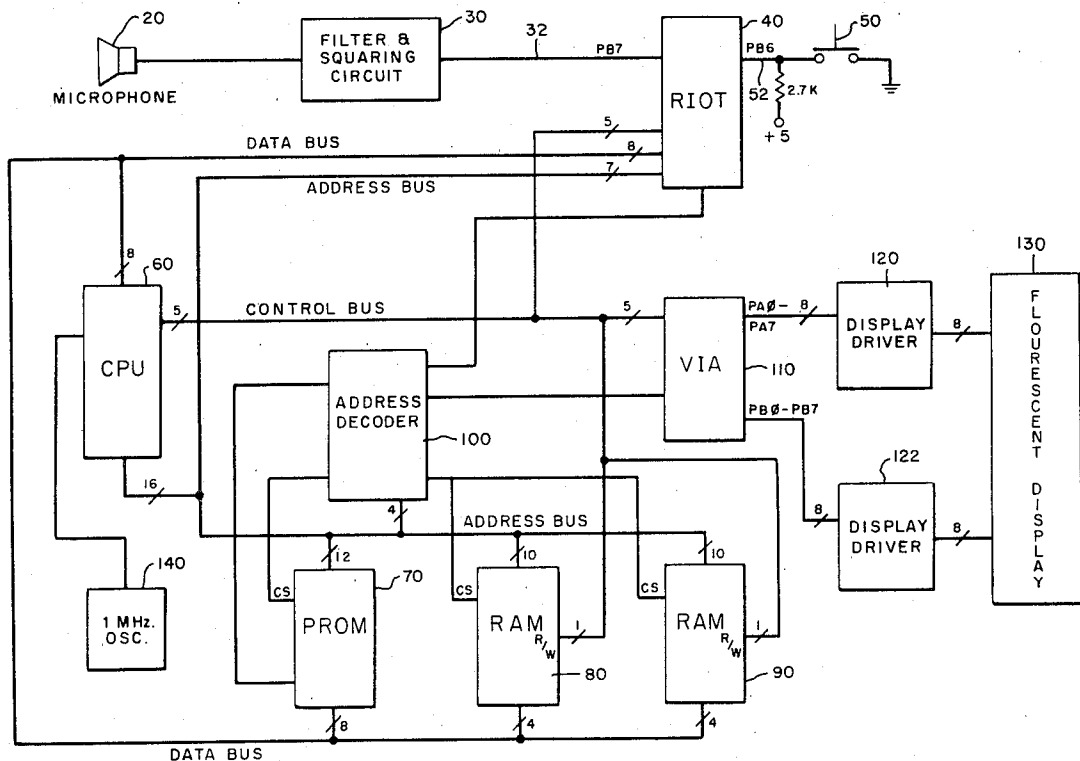 20
MICROPHONE
30
FILTER &
SQUARING
CIRCUIT
32
PB7
40
RIOT
PB6
52
50
2.7K
+5
5
DATA BUS
8
7
ADDRESS BUS
8
60
CPU
5
CONTROL BUS
5
VIA
PAØ-
PA7
8
110
PBØ-PB7
120
DISPLAY
DRIVER
8
130
FLOURESCENT DISPLAY
ADDRESS
DECODER
100
16
4
ADDRESS BUS
122
8
DISPLAY
DRIVER
8
140
1 MHz.
OSC.
12
70
CS
PROM
8
10
CS
RAM
R/W
1
80
4
10
CS
RAM
R/W
1
90
4
DATA BUS